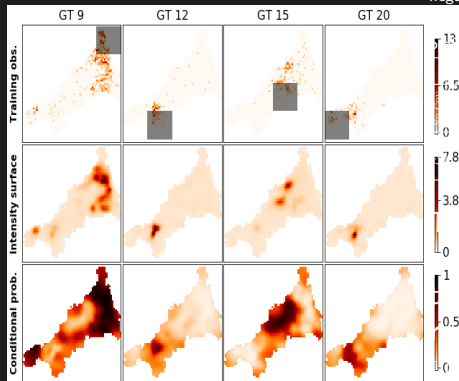 GT 9 GT 12 GT 15 GT 20
Training obs.
13
6.5
0
Intensity surface
7.8
3.8
0
Conditional prob.
1
0.5
0